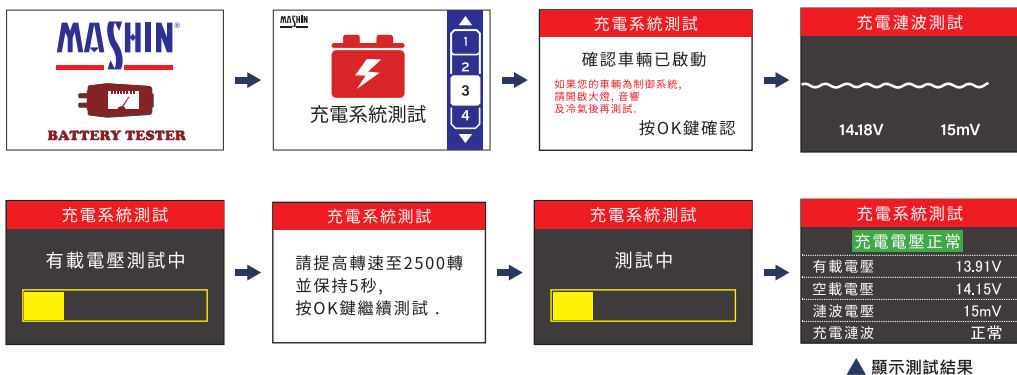 MASHIN®
BATTERY TESTER
MASHIN
充電系統測試
1
2
3
4
充電系統測試
確認車輛已啟動
如果您的車輛為制御系統,
請開啟大燈, 音響
及冷氣後再測試.
按OK鍵確認
充電漣波測試
14.18V 15mV
充電系統測試
有載電壓測試中
充電系統測試
請提高轉速至2500轉
並保持5秒,
按OK鍵繼續測試 .
充電系統測試
測試中
充電系統測試
充電電壓正常
有載電壓 13.91V
空載電壓 14.15V
漣波電壓 15mV
充電漣波 正常
▲ 顯示測試結果